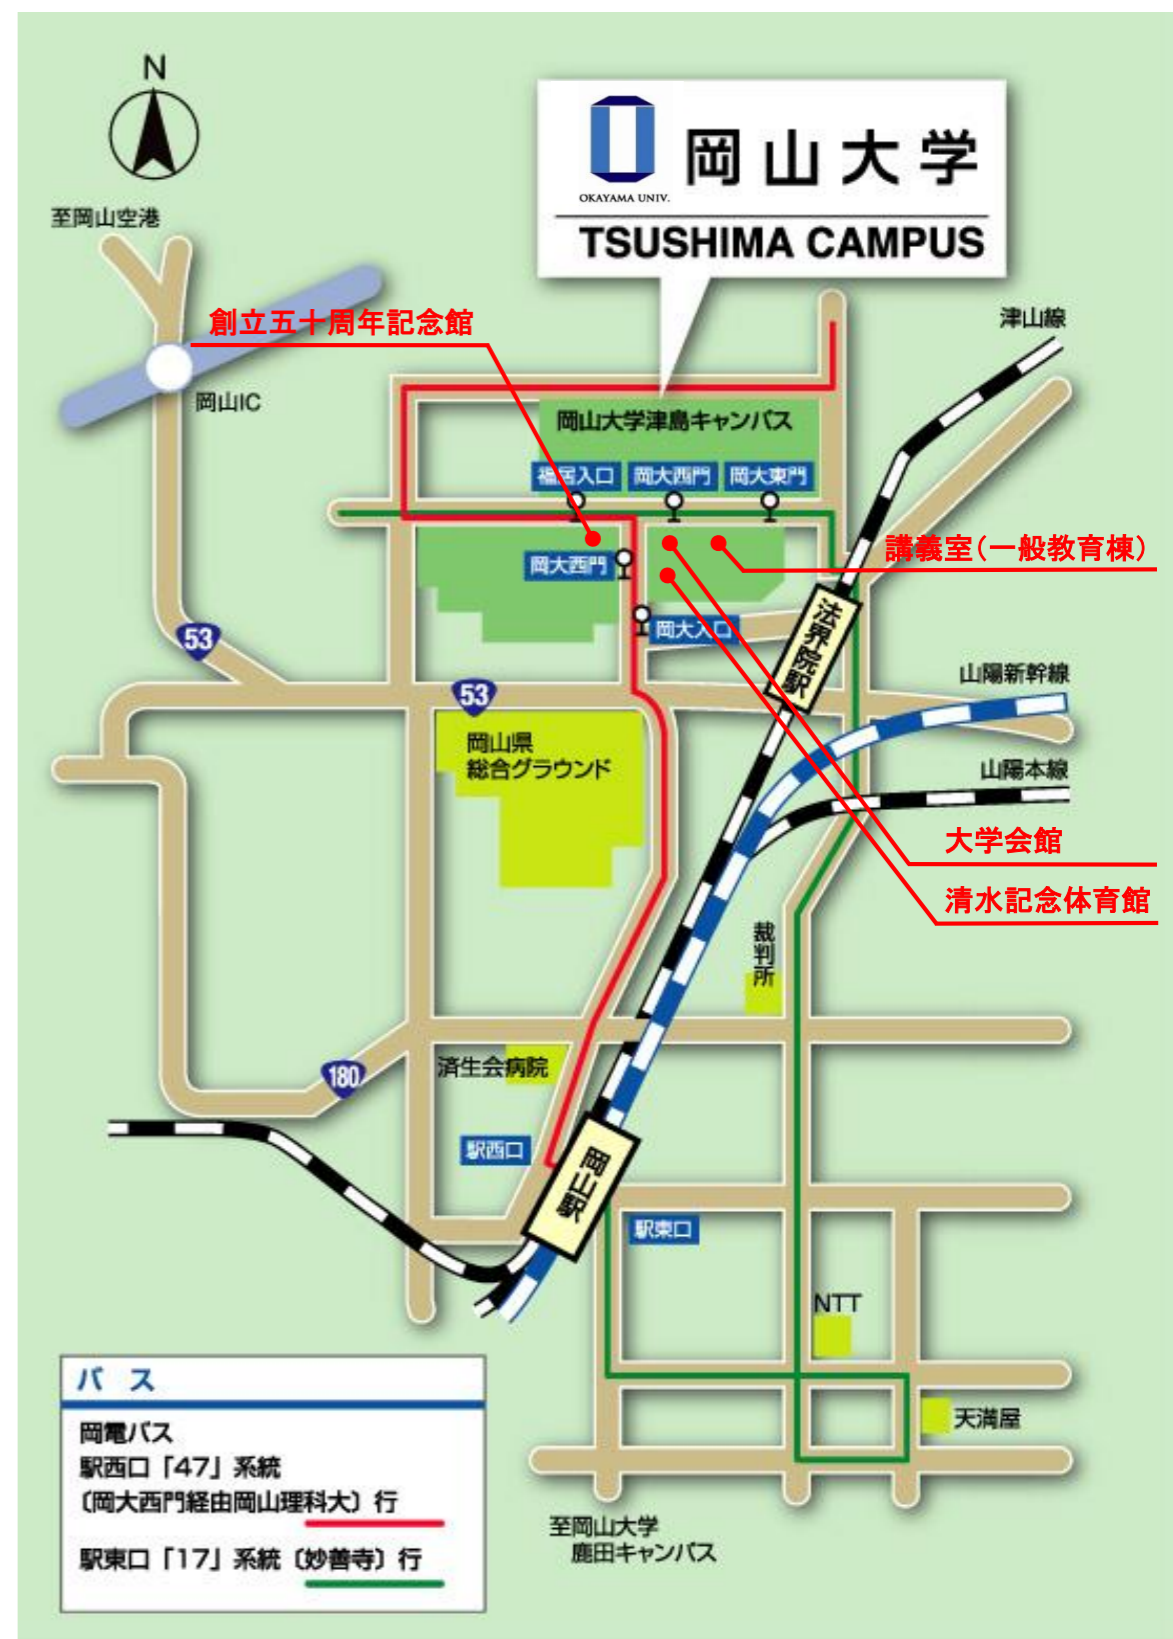 N
岡山大学
OKAYAMA UNIV.
TSUSHIMA CAMPUS
至岡山空港
創立五十周年記念館
津山線
岡山IC
岡山大学津島キャンパス
福居入口
岡大西門
岡大東門
講義室(一般教育棟)
岡大西門
岡大入口
法界院駅
53
53
山陽新幹線
岡山県
総合グラウンド
山陽本線
大学会館
清水記念体育館
裁判所
済生会病院
180
駅西口
岡山駅
駅東口
NTT
天満屋
バス
岡電バス
駅西口「47」系統
〔岡大西門経由岡山理科大〕行
駅東口「17」系統〔妙善寺〕行
至岡山大学
鹿田キャンパス